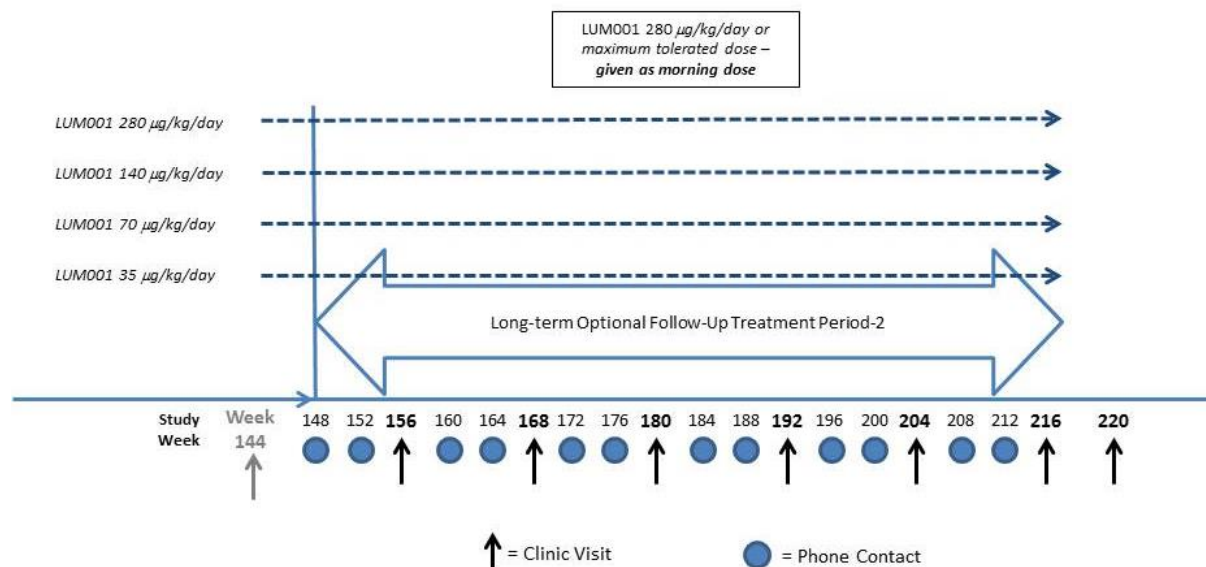 LUM001 280 µg/kg/day or
maximum tolerated dose –
given as morning dose
LUM001 280 µg/kg/day
LUM001 140 µg/kg/day
LUM001 70 µg/kg/day
LUM001 35 µg/kg/day
Long-term Optional Follow-Up Treatment Period-2
Study Week
Week 144
148 152 156 160 164 168 172 176 180 184 188 192 196 200 204 208 212 216 220
= Clinic Visit
= Phone Contact